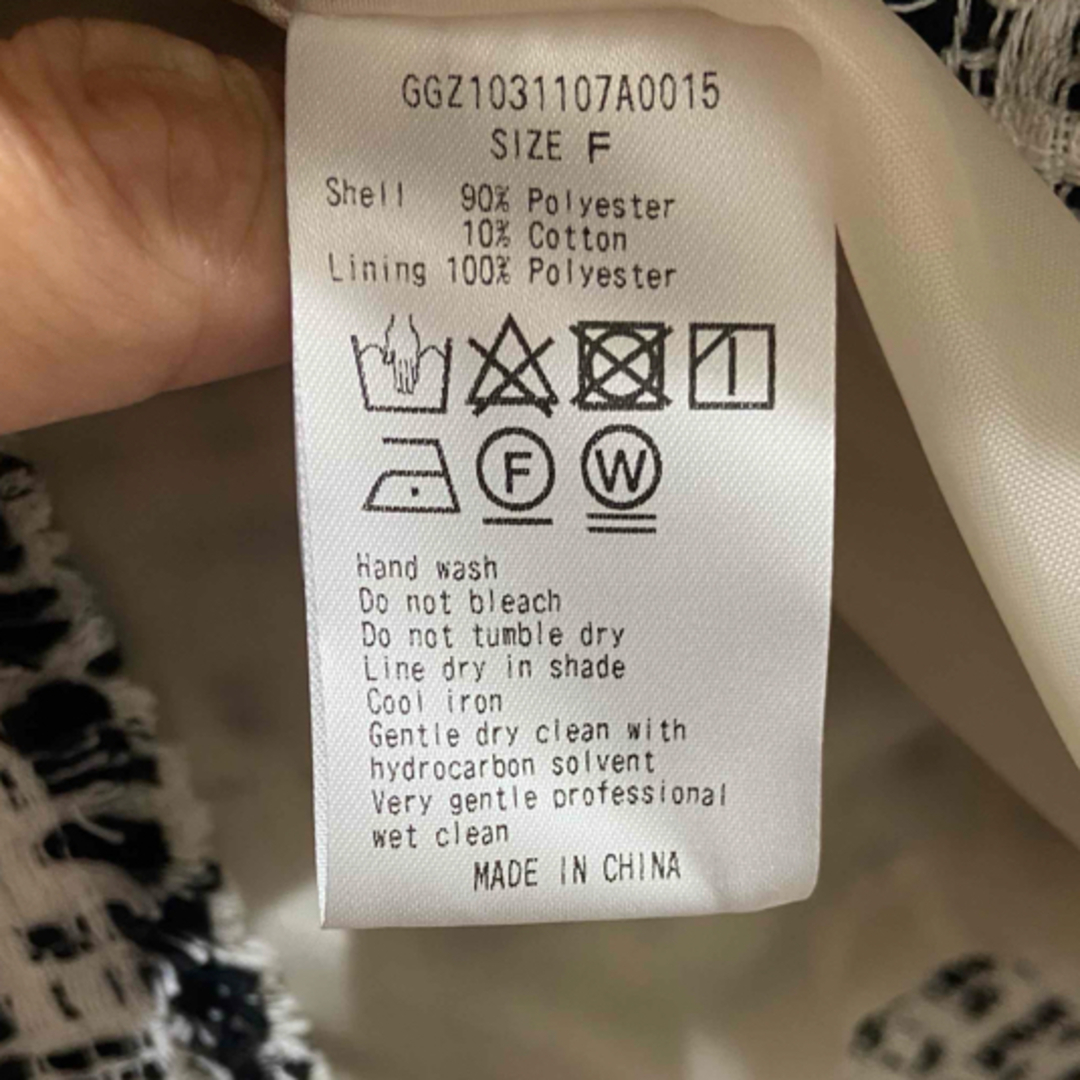 GGZ1031107A0015
SIZE F
Shell 90% Polyester
10% Cotton
Lining 100% Polyester
F W
Hand wash
Do not bleach
Do not tumble dry
Line dry in shade
Cool iron
Gentle dry clean with
hydrocarbon solvent
Very gentle professional
wet clean
MADE IN CHINA